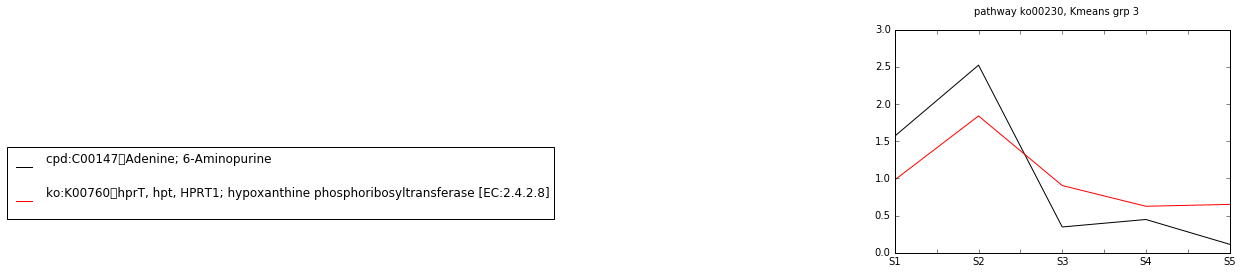 pathway ko00230, Kmeans grp 3
cpd:C00147▯Adenine; 6-Aminopurine
ko:K00760▯hprT, hpt, HPRT1; hypoxanthine phosphoribosyltransferase [EC:2.4.2.8]
3.0
2.5
2.0
1.5
1.0
0.5
0.0
S1 S2 S3 S4 S5